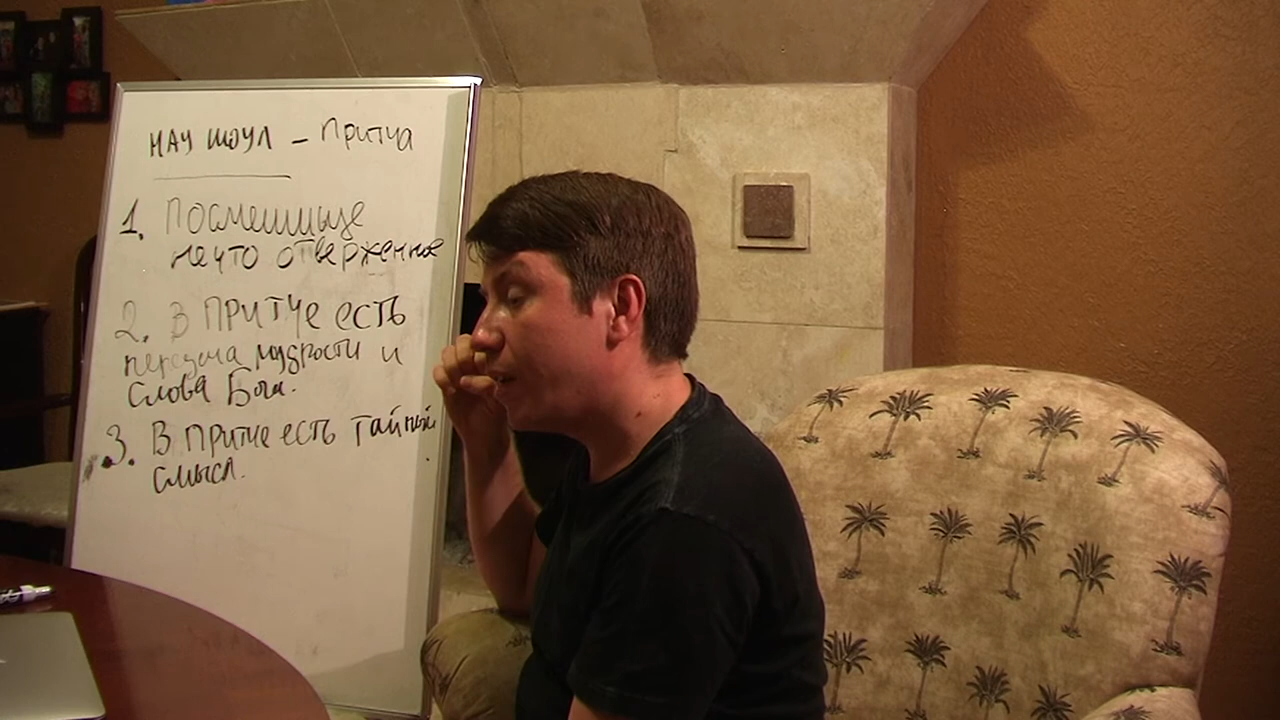 МАУ ШОУЛ - Притча
1. Посмешище
нечто отверженное
2. В притче есть
передача мудрости и
Слова Бога.
3. В притче есть тайный
смысл.